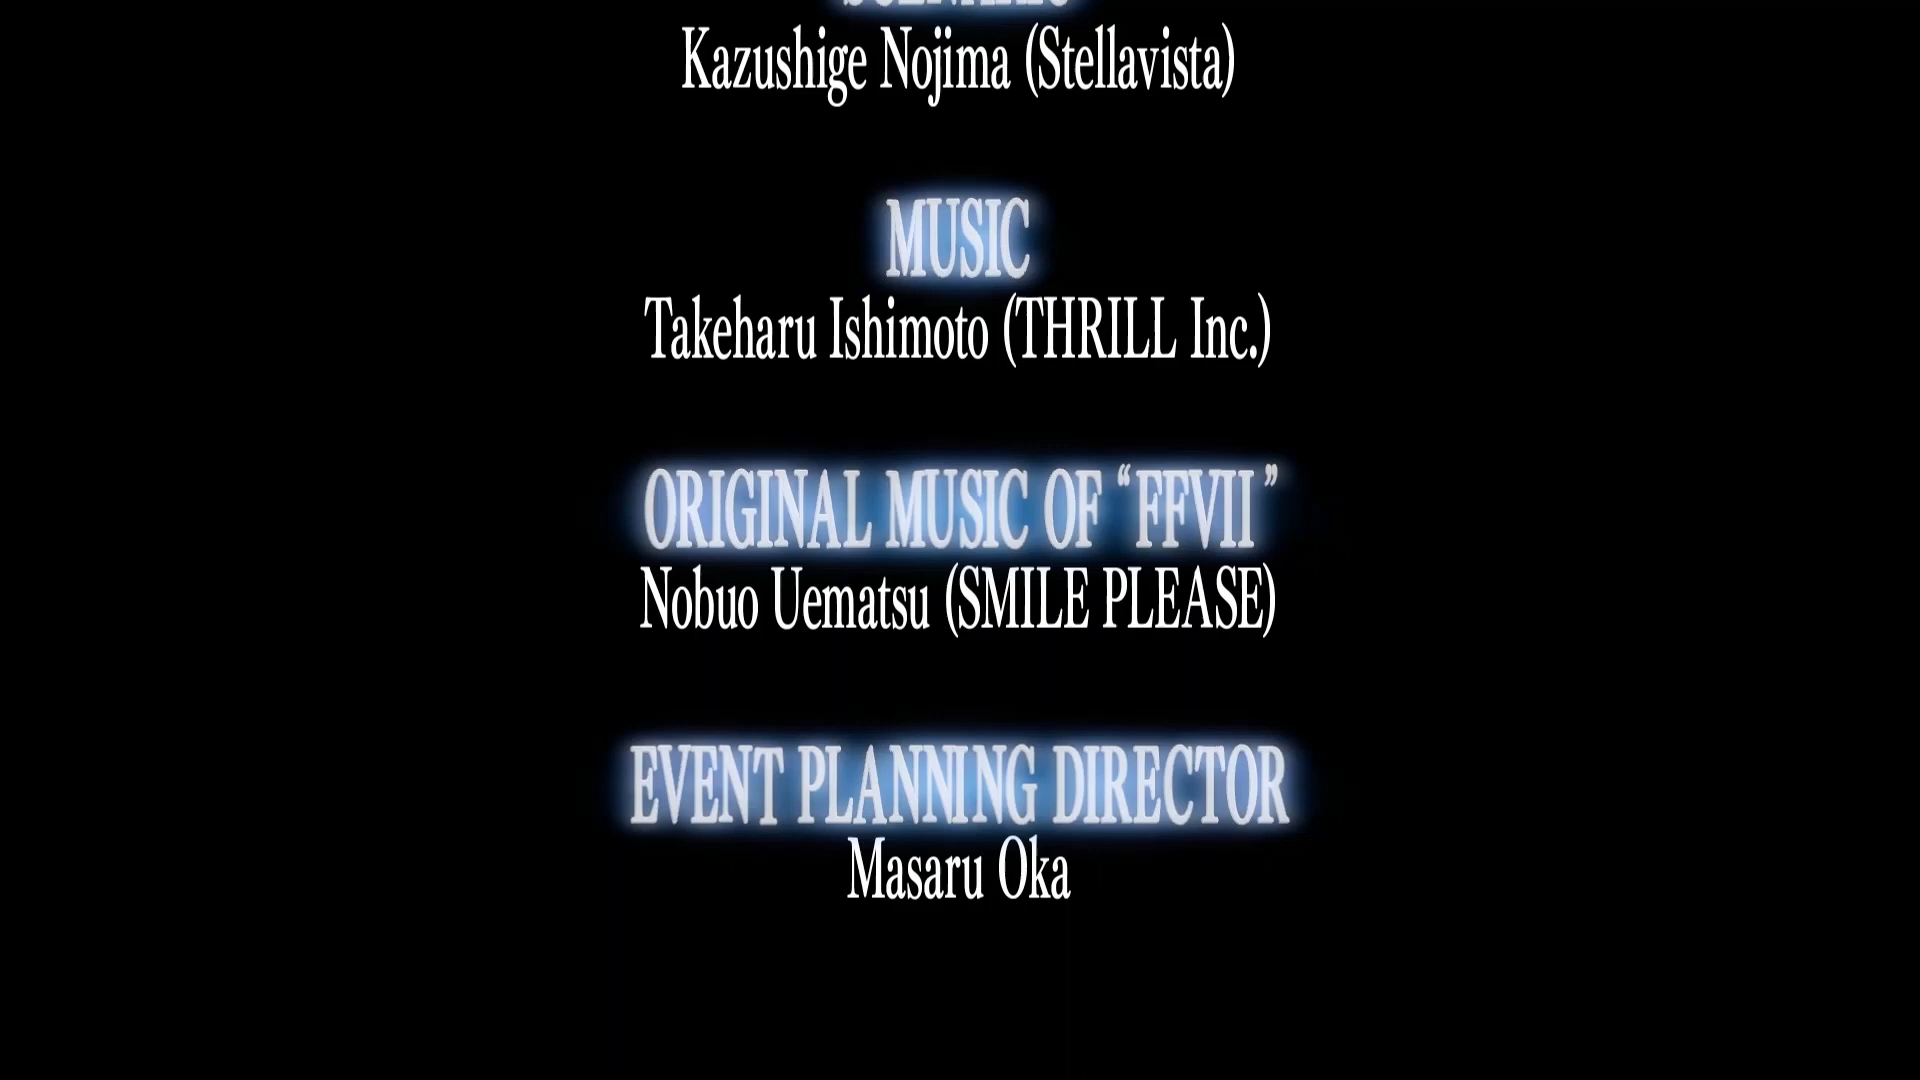 SCENARIO
Kazushige Nojima (Stellavista)
MUSIC
Takeharu Ishimoto (THRILL Inc.)
ORIGINAL MUSIC OF “FFVII”
Nobuo Uematsu (SMILE PLEASE)
EVENT PLANNING DIRECTOR
Masaru Oka